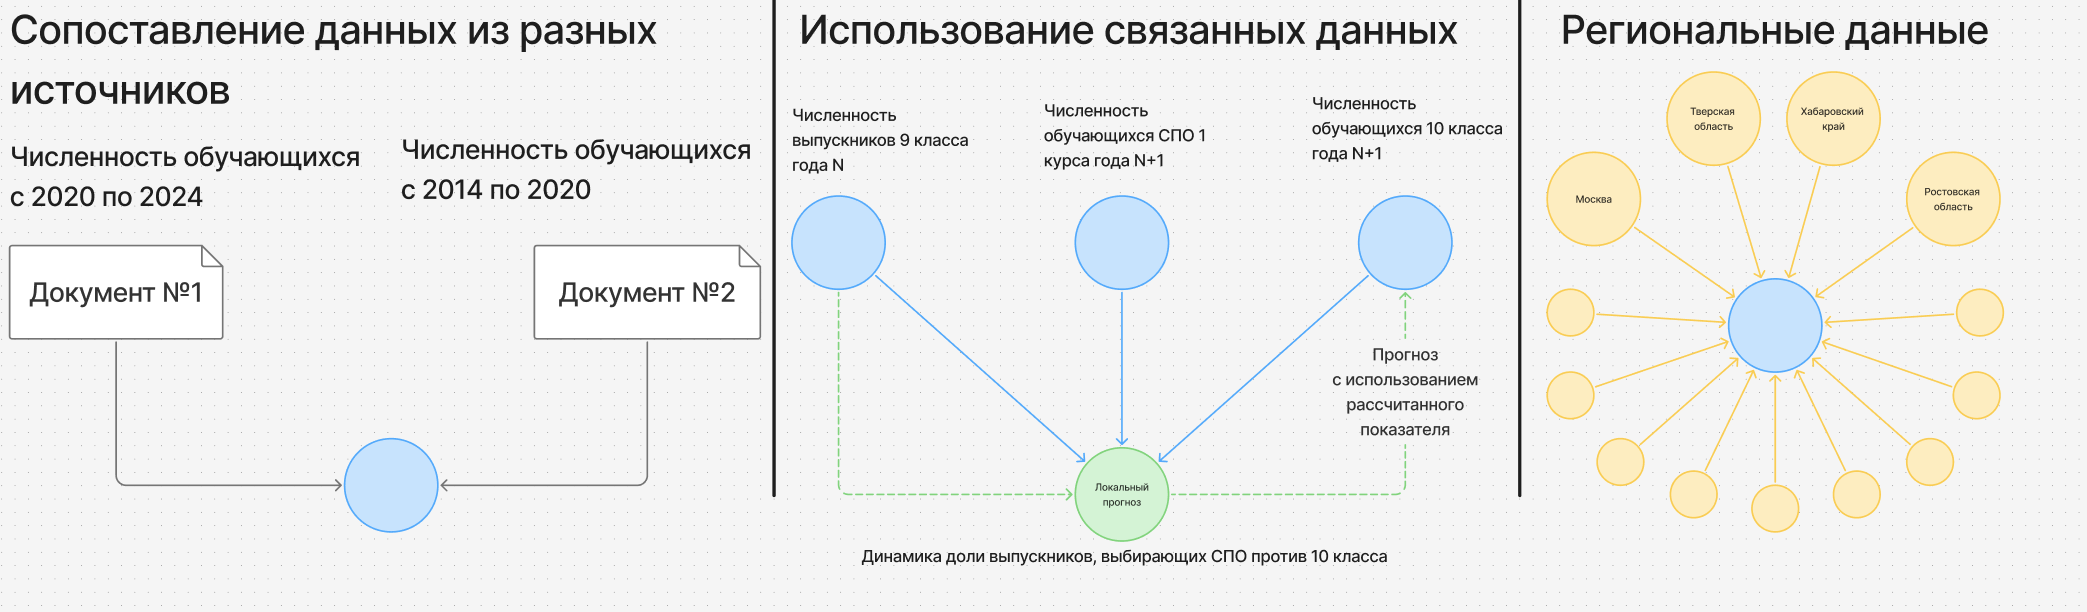 Сопоставление данных из разных
источников
Численность обучающихся
с 2020 по 2024
Численность обучающихся
с 2014 по 2020
Документ №1
Документ №2
Использование связанных данных
Численность
выпускников 9 класса
года N
Численность
обучающихся СПО 1
курса года N+1
Численность
обучающихся 10 класса
года N+1
Прогноз
с использованием
рассчитанного
показателя
Локальный
прогноз
Динамика доли выпускников, выбирающих СПО против 10 класса
Региональные данные
Тверская
область
Хабаровский
край
Москва
Ростовская
область